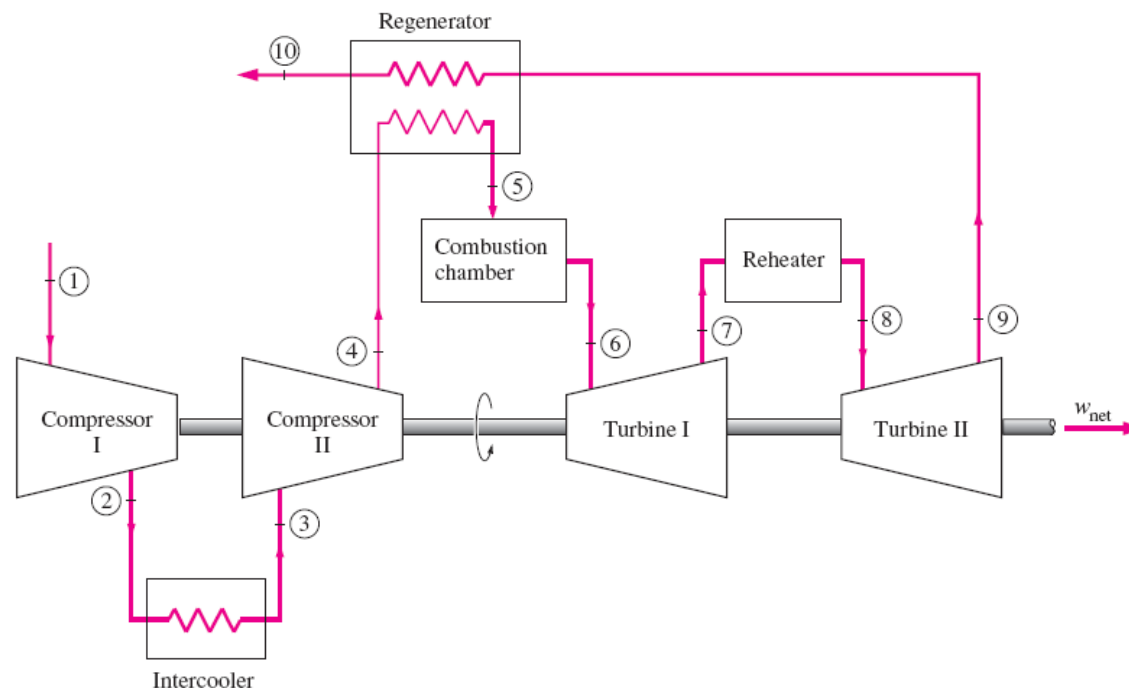 Regenerator
10
5
Combustion
chamber
Reheater
1
4
6
7
8
9
Compressor
I
Compressor
II
Turbine I
Turbine II
wnet
2
3
Intercooler